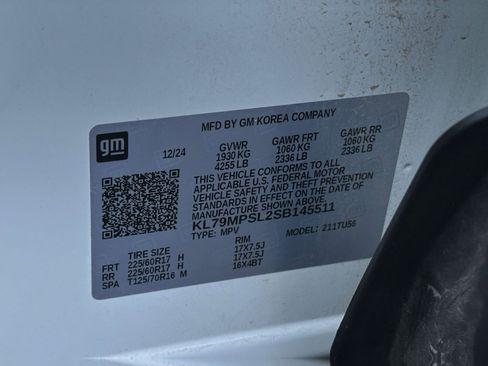 MFD BY GM KOREA COMPANY
gm
12/24
GVWR GAWR FRT GAWR RR
1930 KG 1060 KG 1060 KG
4255 LB 2336 LB 2336 LB
THIS VEHICLE CONFORMS TO ALL
APPLICABLE U.S. FEDERAL MOTOR
VEHICLE SAFETY AND THEFT PREVENTION
STANDARDS IN EFFECT ON THE DATE OF
MANUFACTURE SHOWN ABOVE.
KL79MPSL2SB145511
TYPE: MPV 211TU56
TIRE SIZE RIM
FRT 225/60R17 H 17X7.5J
RR 225/60R17 H 17X7.5J
SPA T125/70R16 M 16X4BT